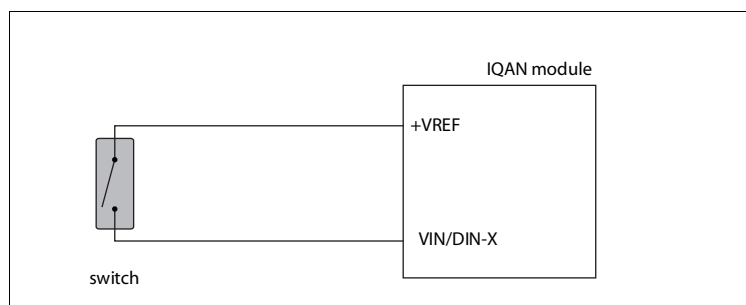 IQAN module
+VREF
VIN/DIN-X
switch